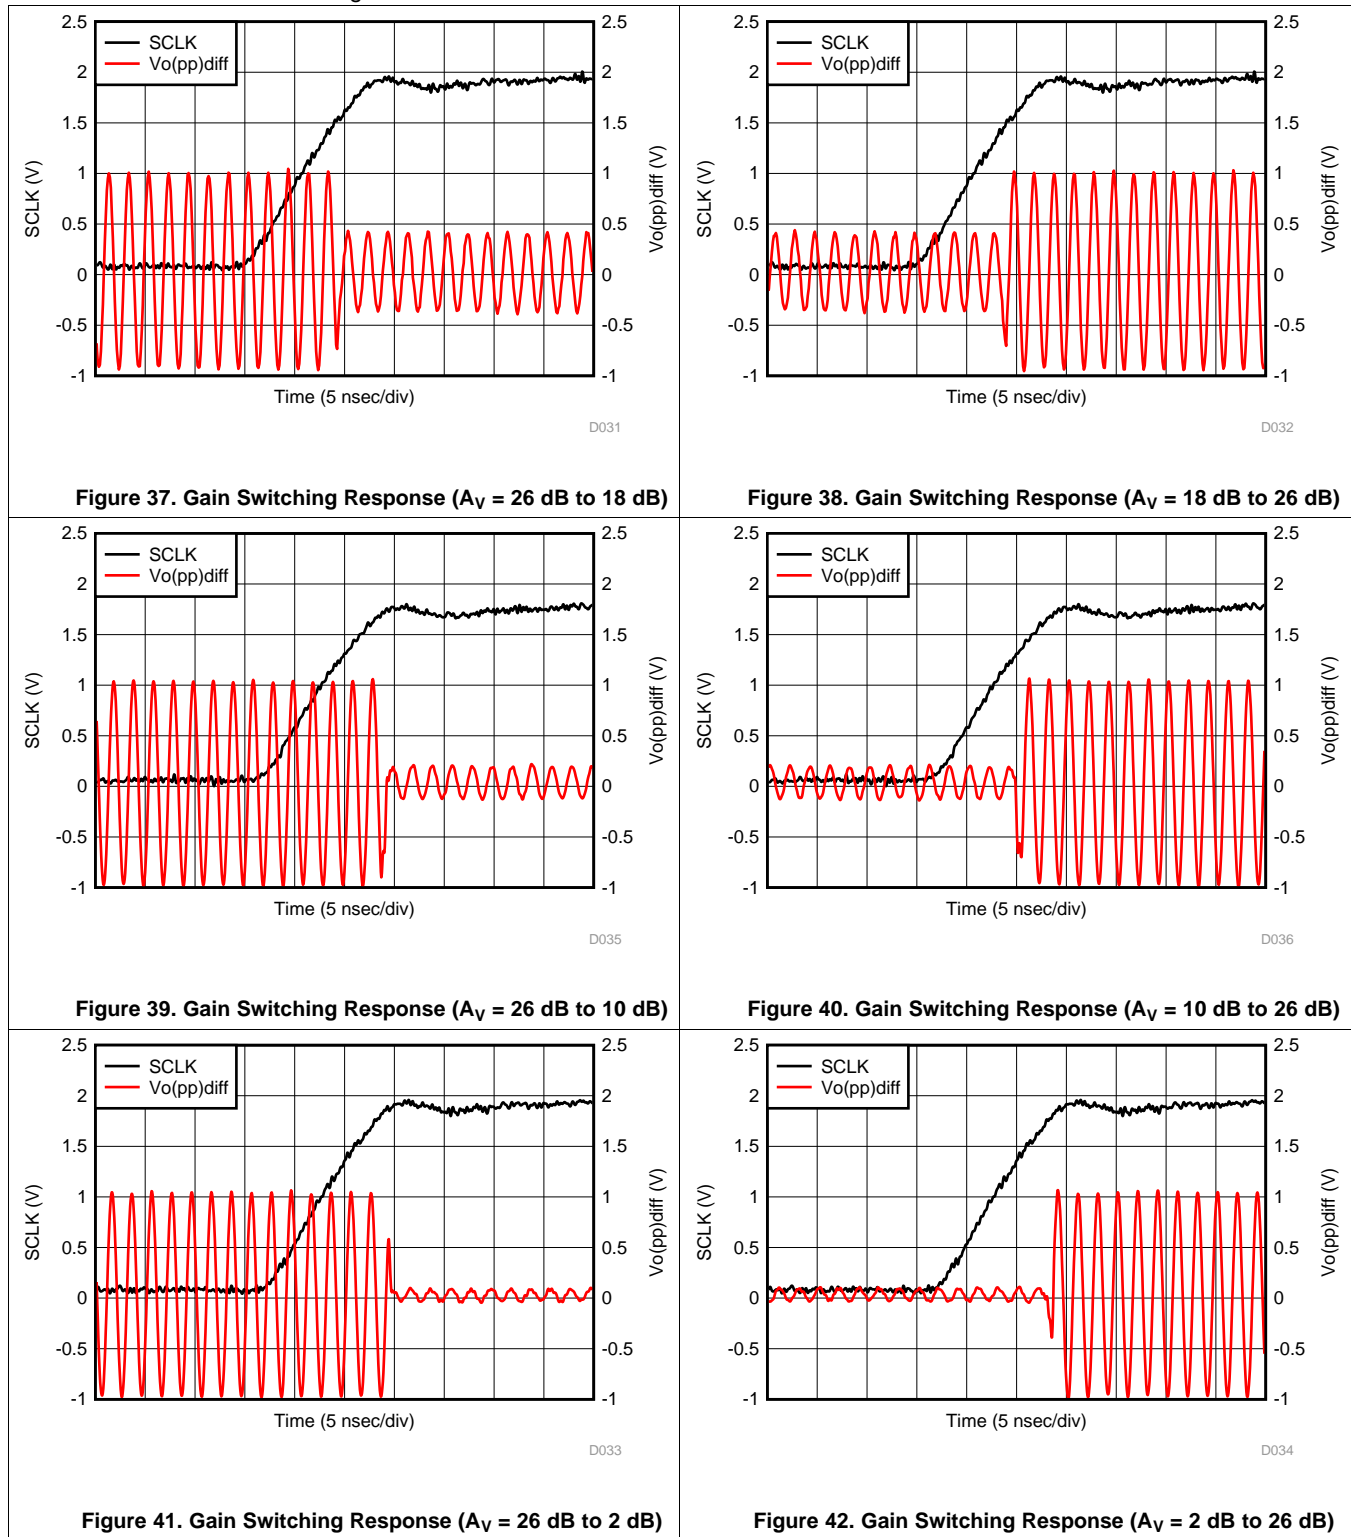 2.5
2
1.5
1
0.5
0
-0.5
-1
SCLK (V)
SCLK
Vo(pp)diff
2.5
2
1.5
1
0.5
0
-0.5
-1
Vo(pp)diff (V)
Time (5 nsec/div)
D031
Figure 37. Gain Switching Response (AV = 26 dB to 18 dB)
2.5
2
1.5
1
0.5
0
-0.5
-1
SCLK (V)
SCLK
Vo(pp)diff
2.5
2
1.5
1
0.5
0
-0.5
-1
Vo(pp)diff (V)
Time (5 nsec/div)
D032
Figure 38. Gain Switching Response (AV = 18 dB to 26 dB)
2.5
2
1.5
1
0.5
0
-0.5
-1
SCLK (V)
SCLK
Vo(pp)diff
2.5
2
1.5
1
0.5
0
-0.5
-1
Vo(pp)diff (V)
Time (5 nsec/div)
D035
Figure 39. Gain Switching Response (AV = 26 dB to 10 dB)
2.5
2
1.5
1
0.5
0
-0.5
-1
SCLK (V)
SCLK
Vo(pp)diff
2.5
2
1.5
1
0.5
0
-0.5
-1
Vo(pp)diff (V)
Time (5 nsec/div)
D036
Figure 40. Gain Switching Response (AV = 10 dB to 26 dB)
2.5
2
1.5
1
0.5
0
-0.5
-1
SCLK (V)
SCLK
Vo(pp)diff
2.5
2
1.5
1
0.5
0
-0.5
-1
Vo(pp)diff (V)
Time (5 nsec/div)
D033
Figure 41. Gain Switching Response (AV = 26 dB to 2 dB)
2.5
2
1.5
1
0.5
0
-0.5
-1
SCLK (V)
SCLK
Vo(pp)diff
2.5
2
1.5
1
0.5
0
-0.5
-1
Vo(pp)diff (V)
Time (5 nsec/div)
D034
Figure 42. Gain Switching Response (AV = 2 dB to 26 dB)